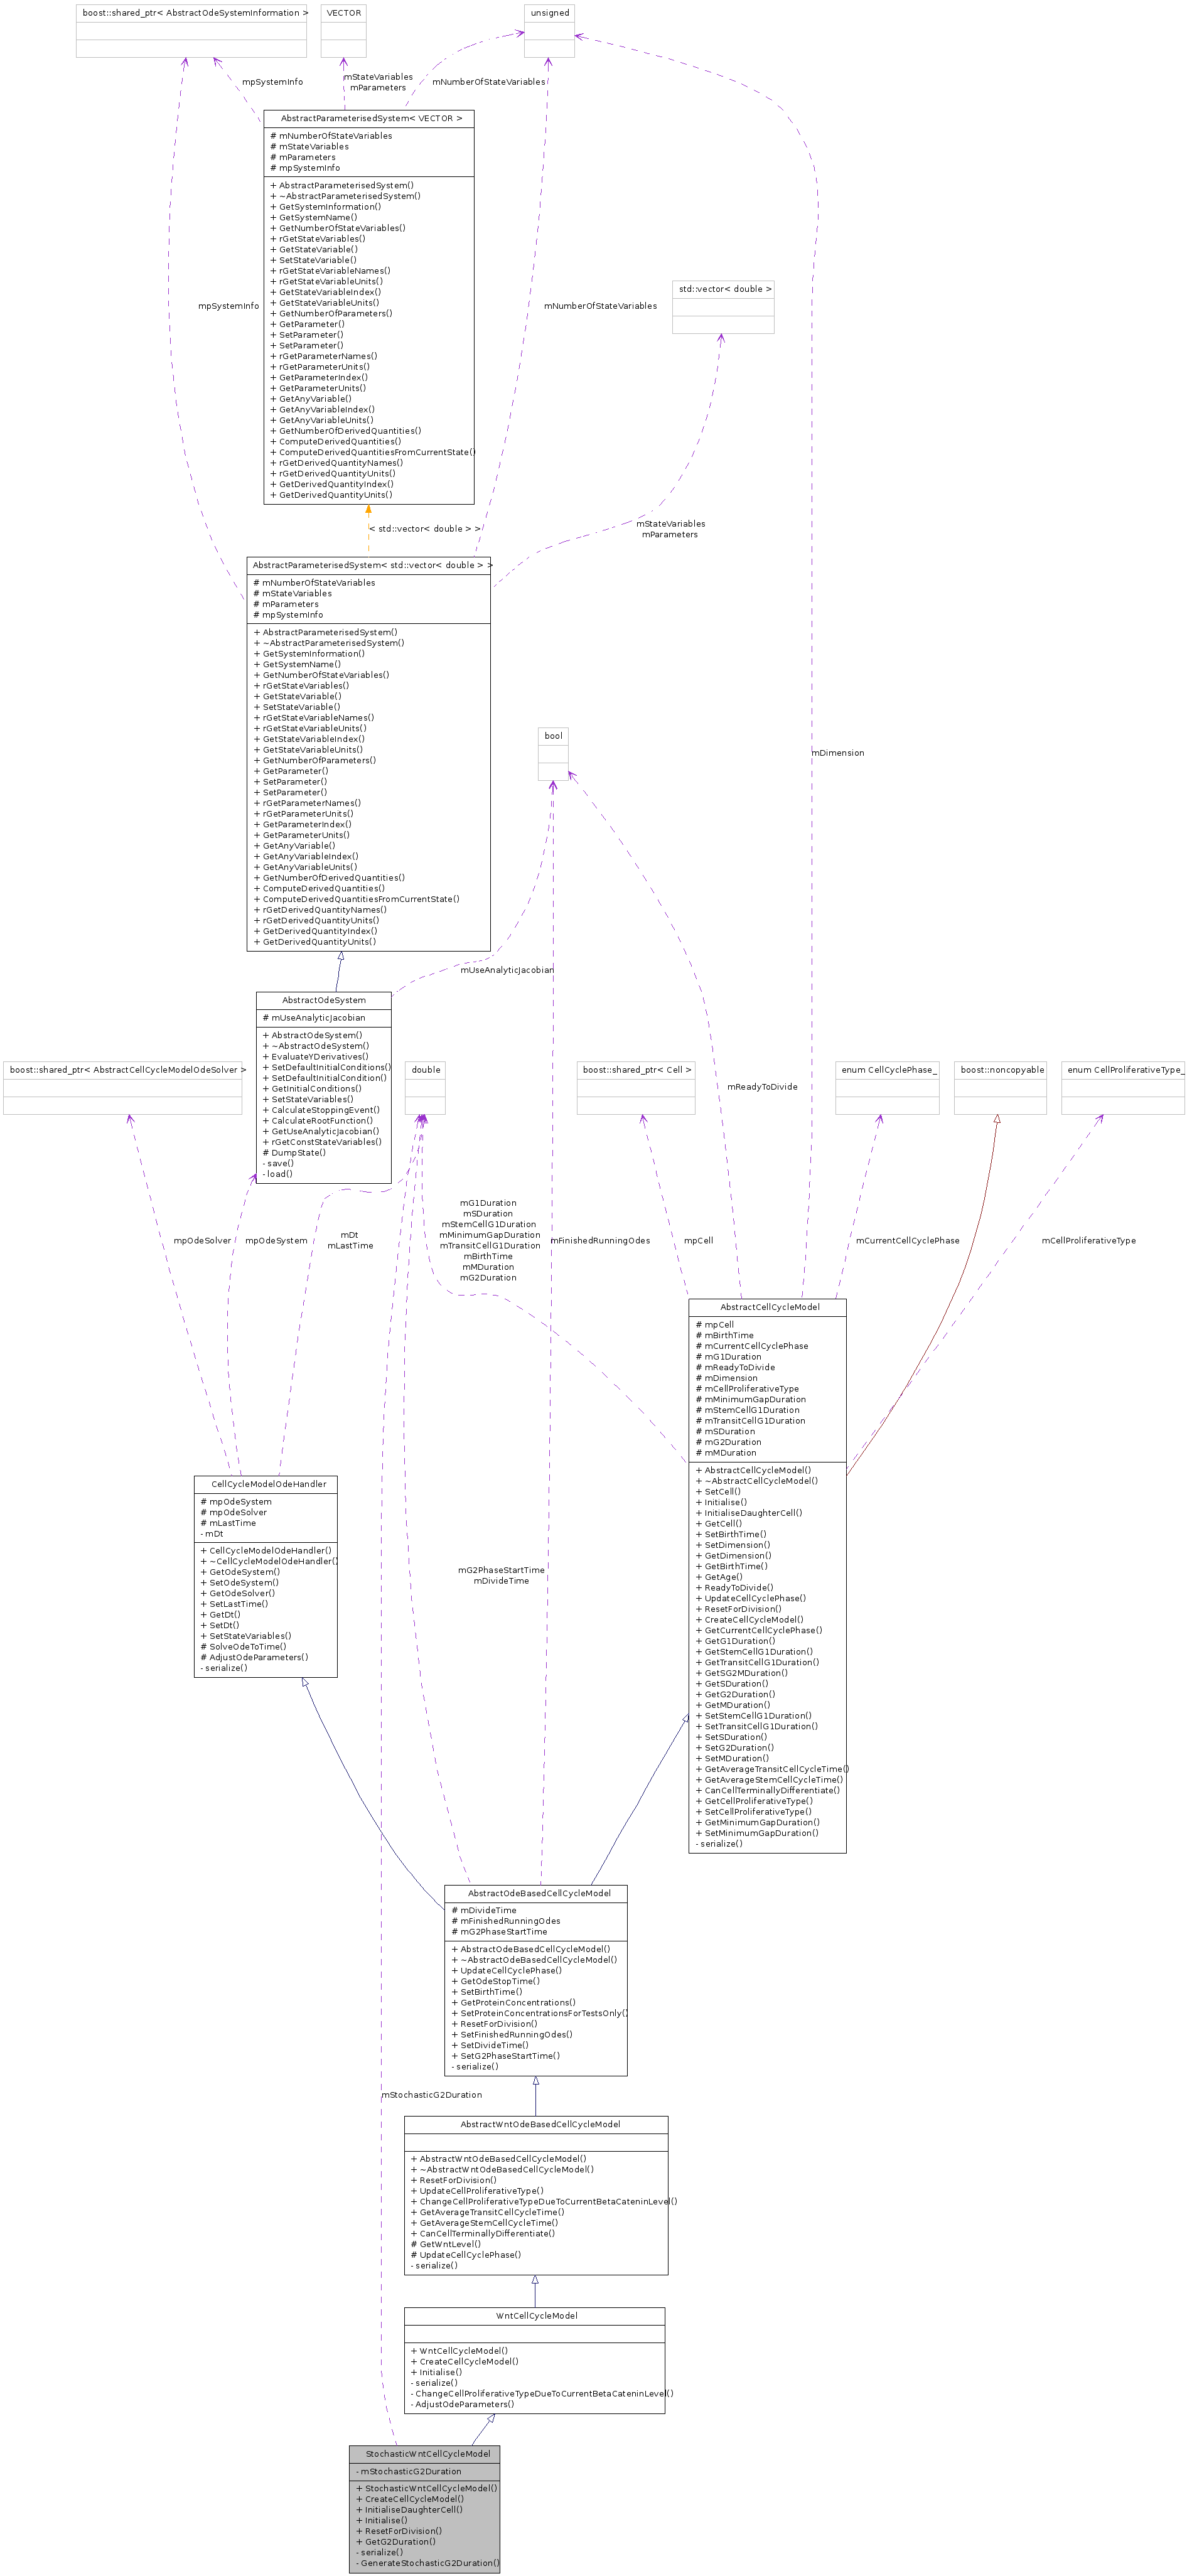 boost::shared_ptr< AbstractOdeSystemInformation >
VECTOR
unsigned
mpSystemInfo
mStateVariables
mParameters
mNumberOfStateVariables
AbstractParameterisedSystem< VECTOR >
# mNumberOfStateVariables
# mStateVariables
# mParameters
# mpSystemInfo
+ AbstractParameterisedSystem()
+ ~AbstractParameterisedSystem()
+ GetSystemInformation()
+ GetSystemName()
+ GetNumberOfStateVariables()
+ rGetStateVariables()
+ GetStateVariable()
+ SetStateVariable()
+ rGetStateVariableNames()
+ rGetStateVariableUnits()
+ GetStateVariableIndex()
+ GetStateVariableUnits()
+ GetNumberOfParameters()
+ GetParameter()
+ SetParameter()
+ SetParameter()
+ rGetParameterNames()
+ rGetParameterUnits()
+ GetParameterIndex()
+ GetParameterUnits()
+ GetAnyVariable()
+ GetAnyVariableIndex()
+ GetAnyVariableUnits()
+ GetNumberOfDerivedQuantities()
+ ComputeDerivedQuantities()
+ ComputeDerivedQuantitiesFromCurrentState()
+ rGetDerivedQuantityNames()
+ rGetDerivedQuantityUnits()
+ GetDerivedQuantityIndex()
+ GetDerivedQuantityUnits()
mpSystemInfo
mNumberOfStateVariables
std::vector< double >
< std::vector< double > >
mStateVariables
mParameters
AbstractParameterisedSystem< std::vector< double > >
# mNumberOfStateVariables
# mStateVariables
# mParameters
# mpSystemInfo
+ AbstractParameterisedSystem()
+ ~AbstractParameterisedSystem()
+ GetSystemInformation()
+ GetSystemName()
+ GetNumberOfStateVariables()
+ rGetStateVariables()
+ GetStateVariable()
+ SetStateVariable()
+ rGetStateVariableNames()
+ rGetStateVariableUnits()
+ GetStateVariableIndex()
+ GetStateVariableUnits()
+ GetNumberOfParameters()
+ GetParameter()
+ SetParameter()
+ SetParameter()
+ rGetParameterNames()
+ rGetParameterUnits()
+ GetParameterIndex()
+ GetParameterUnits()
+ GetAnyVariable()
+ GetAnyVariableIndex()
+ GetAnyVariableUnits()
+ GetNumberOfDerivedQuantities()
+ ComputeDerivedQuantities()
+ ComputeDerivedQuantitiesFromCurrentState()
+ rGetDerivedQuantityNames()
+ rGetDerivedQuantityUnits()
+ GetDerivedQuantityIndex()
+ GetDerivedQuantityUnits()
bool
mDimension
mUseAnalyticJacobian
AbstractOdeSystem
# mUseAnalyticJacobian
+ AbstractOdeSystem()
+ ~AbstractOdeSystem()
+ EvaluateYDerivatives()
+ SetDefaultInitialConditions()
+ SetDefaultInitialCondition()
+ GetInitialConditions()
+ SetStateVariables()
+ CalculateStoppingEvent()
+ CalculateRootFunction()
+ GetUseAnalyticJacobian()
+ rGetConstStateVariables()
# DumpState()
- save()
- load()
boost::shared_ptr< AbstractCellCycleModelOdeSolver >
double
boost::shared_ptr< Cell >
mReadyToDivide
enum CellCyclePhase_
boost::noncopyable
enum CellProliferativeType_
mpOdeSolver
mpOdeSystem
mDt
mLastTime
mG1Duration
mSDuration
mStemCellG1Duration
mMinimumGapDuration
mTransitCellG1Duration
mBirthTime
mMDuration
mG2Duration
mFinishedRunningOdes
mpCell
mCurrentCellCyclePhase
mCellProliferativeType
AbstractCellCycleModel
# mpCell
# mBirthTime
# mCurrentCellCyclePhase
# mG1Duration
# mReadyToDivide
# mDimension
# mCellProliferativeType
# mMinimumGapDuration
# mStemCellG1Duration
# mTransitCellG1Duration
# mSDuration
# mG2Duration
# mMDuration
+ AbstractCellCycleModel()
+ ~AbstractCellCycleModel()
+ SetCell()
+ Initialise()
+ InitialiseDaughterCell()
+ GetCell()
+ SetBirthTime()
+ SetDimension()
+ GetDimension()
+ GetBirthTime()
+ GetAge()
+ ReadyToDivide()
+ UpdateCellCyclePhase()
+ ResetForDivision()
+ CreateCellCycleModel()
+ GetCurrentCellCyclePhase()
+ GetG1Duration()
+ GetStemCellG1Duration()
+ GetTransitCellG1Duration()
+ GetSG2MDuration()
+ GetSDuration()
+ GetG2Duration()
+ GetMDuration()
+ SetStemCellG1Duration()
+ SetTransitCellG1Duration()
+ SetSDuration()
+ SetG2Duration()
+ SetMDuration()
+ GetAverageTransitCellCycleTime()
+ GetAverageStemCellCycleTime()
+ CanCellTerminallyDifferentiate()
+ GetCellProliferativeType()
+ SetCellProliferativeType()
+ GetMinimumGapDuration()
+ SetMinimumGapDuration()
- serialize()
CellCycleModelOdeHandler
# mpOdeSystem
# mpOdeSolver
# mLastTime
- mDt
+ CellCycleModelOdeHandler()
+ ~CellCycleModelOdeHandler()
+ GetOdeSystem()
+ SetOdeSystem()
+ GetOdeSolver()
+ SetLastTime()
+ GetDt()
+ SetDt()
+ SetStateVariables()
# SolveOdeToTime()
# AdjustOdeParameters()
- serialize()
mG2PhaseStartTime
mDivideTime
AbstractOdeBasedCellCycleModel
# mDivideTime
# mFinishedRunningOdes
# mG2PhaseStartTime
+ AbstractOdeBasedCellCycleModel()
+ ~AbstractOdeBasedCellCycleModel()
+ UpdateCellCyclePhase()
+ GetOdeStopTime()
+ SetBirthTime()
+ GetProteinConcentrations()
+ SetProteinConcentrationsForTestsOnly()
+ ResetForDivision()
+ SetFinishedRunningOdes()
+ SetDivideTime()
+ SetG2PhaseStartTime()
- serialize()
mStochasticG2Duration
AbstractWntOdeBasedCellCycleModel
+ AbstractWntOdeBasedCellCycleModel()
+ ~AbstractWntOdeBasedCellCycleModel()
+ ResetForDivision()
+ UpdateCellProliferativeType()
+ ChangeCellProliferativeTypeDueToCurrentBetaCateninLevel()
+ GetAverageTransitCellCycleTime()
+ GetAverageStemCellCycleTime()
+ CanCellTerminallyDifferentiate()
# GetWntLevel()
# UpdateCellCyclePhase()
- serialize()
WntCellCycleModel
+ WntCellCycleModel()
+ CreateCellCycleModel()
+ Initialise()
- serialize()
- ChangeCellProliferativeTypeDueToCurrentBetaCateninLevel()
- AdjustOdeParameters()
StochasticWntCellCycleModel
- mStochasticG2Duration
+ StochasticWntCellCycleModel()
+ CreateCellCycleModel()
+ InitialiseDaughterCell()
+ Initialise()
+ ResetForDivision()
+ GetG2Duration()
- serialize()
- GenerateStochasticG2Duration()